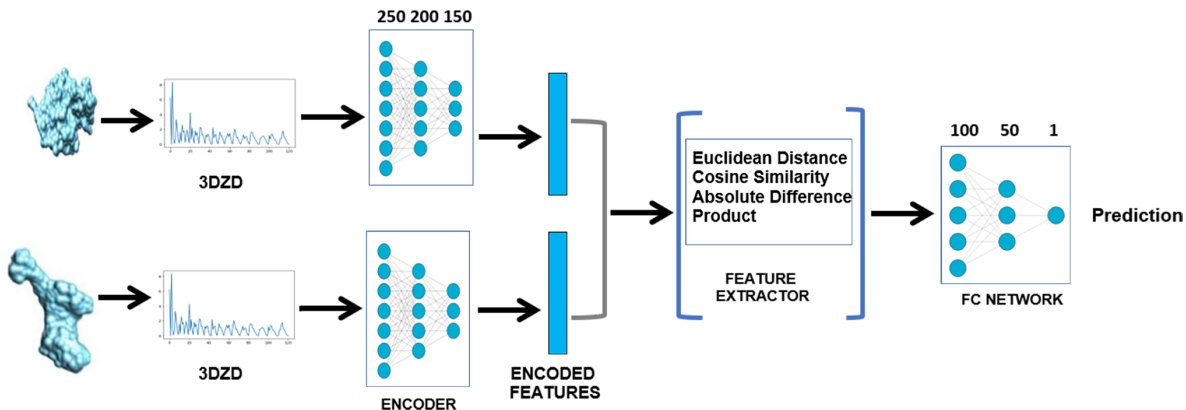 250 200 150
3DZD
3DZD
ENCODER
ENCODED
FEATURES
Euclidean Distance
Cosine Similarity
Absolute Difference
Product
FEATURE
EXTRACTOR
100 50 1
FC NETWORK
Prediction